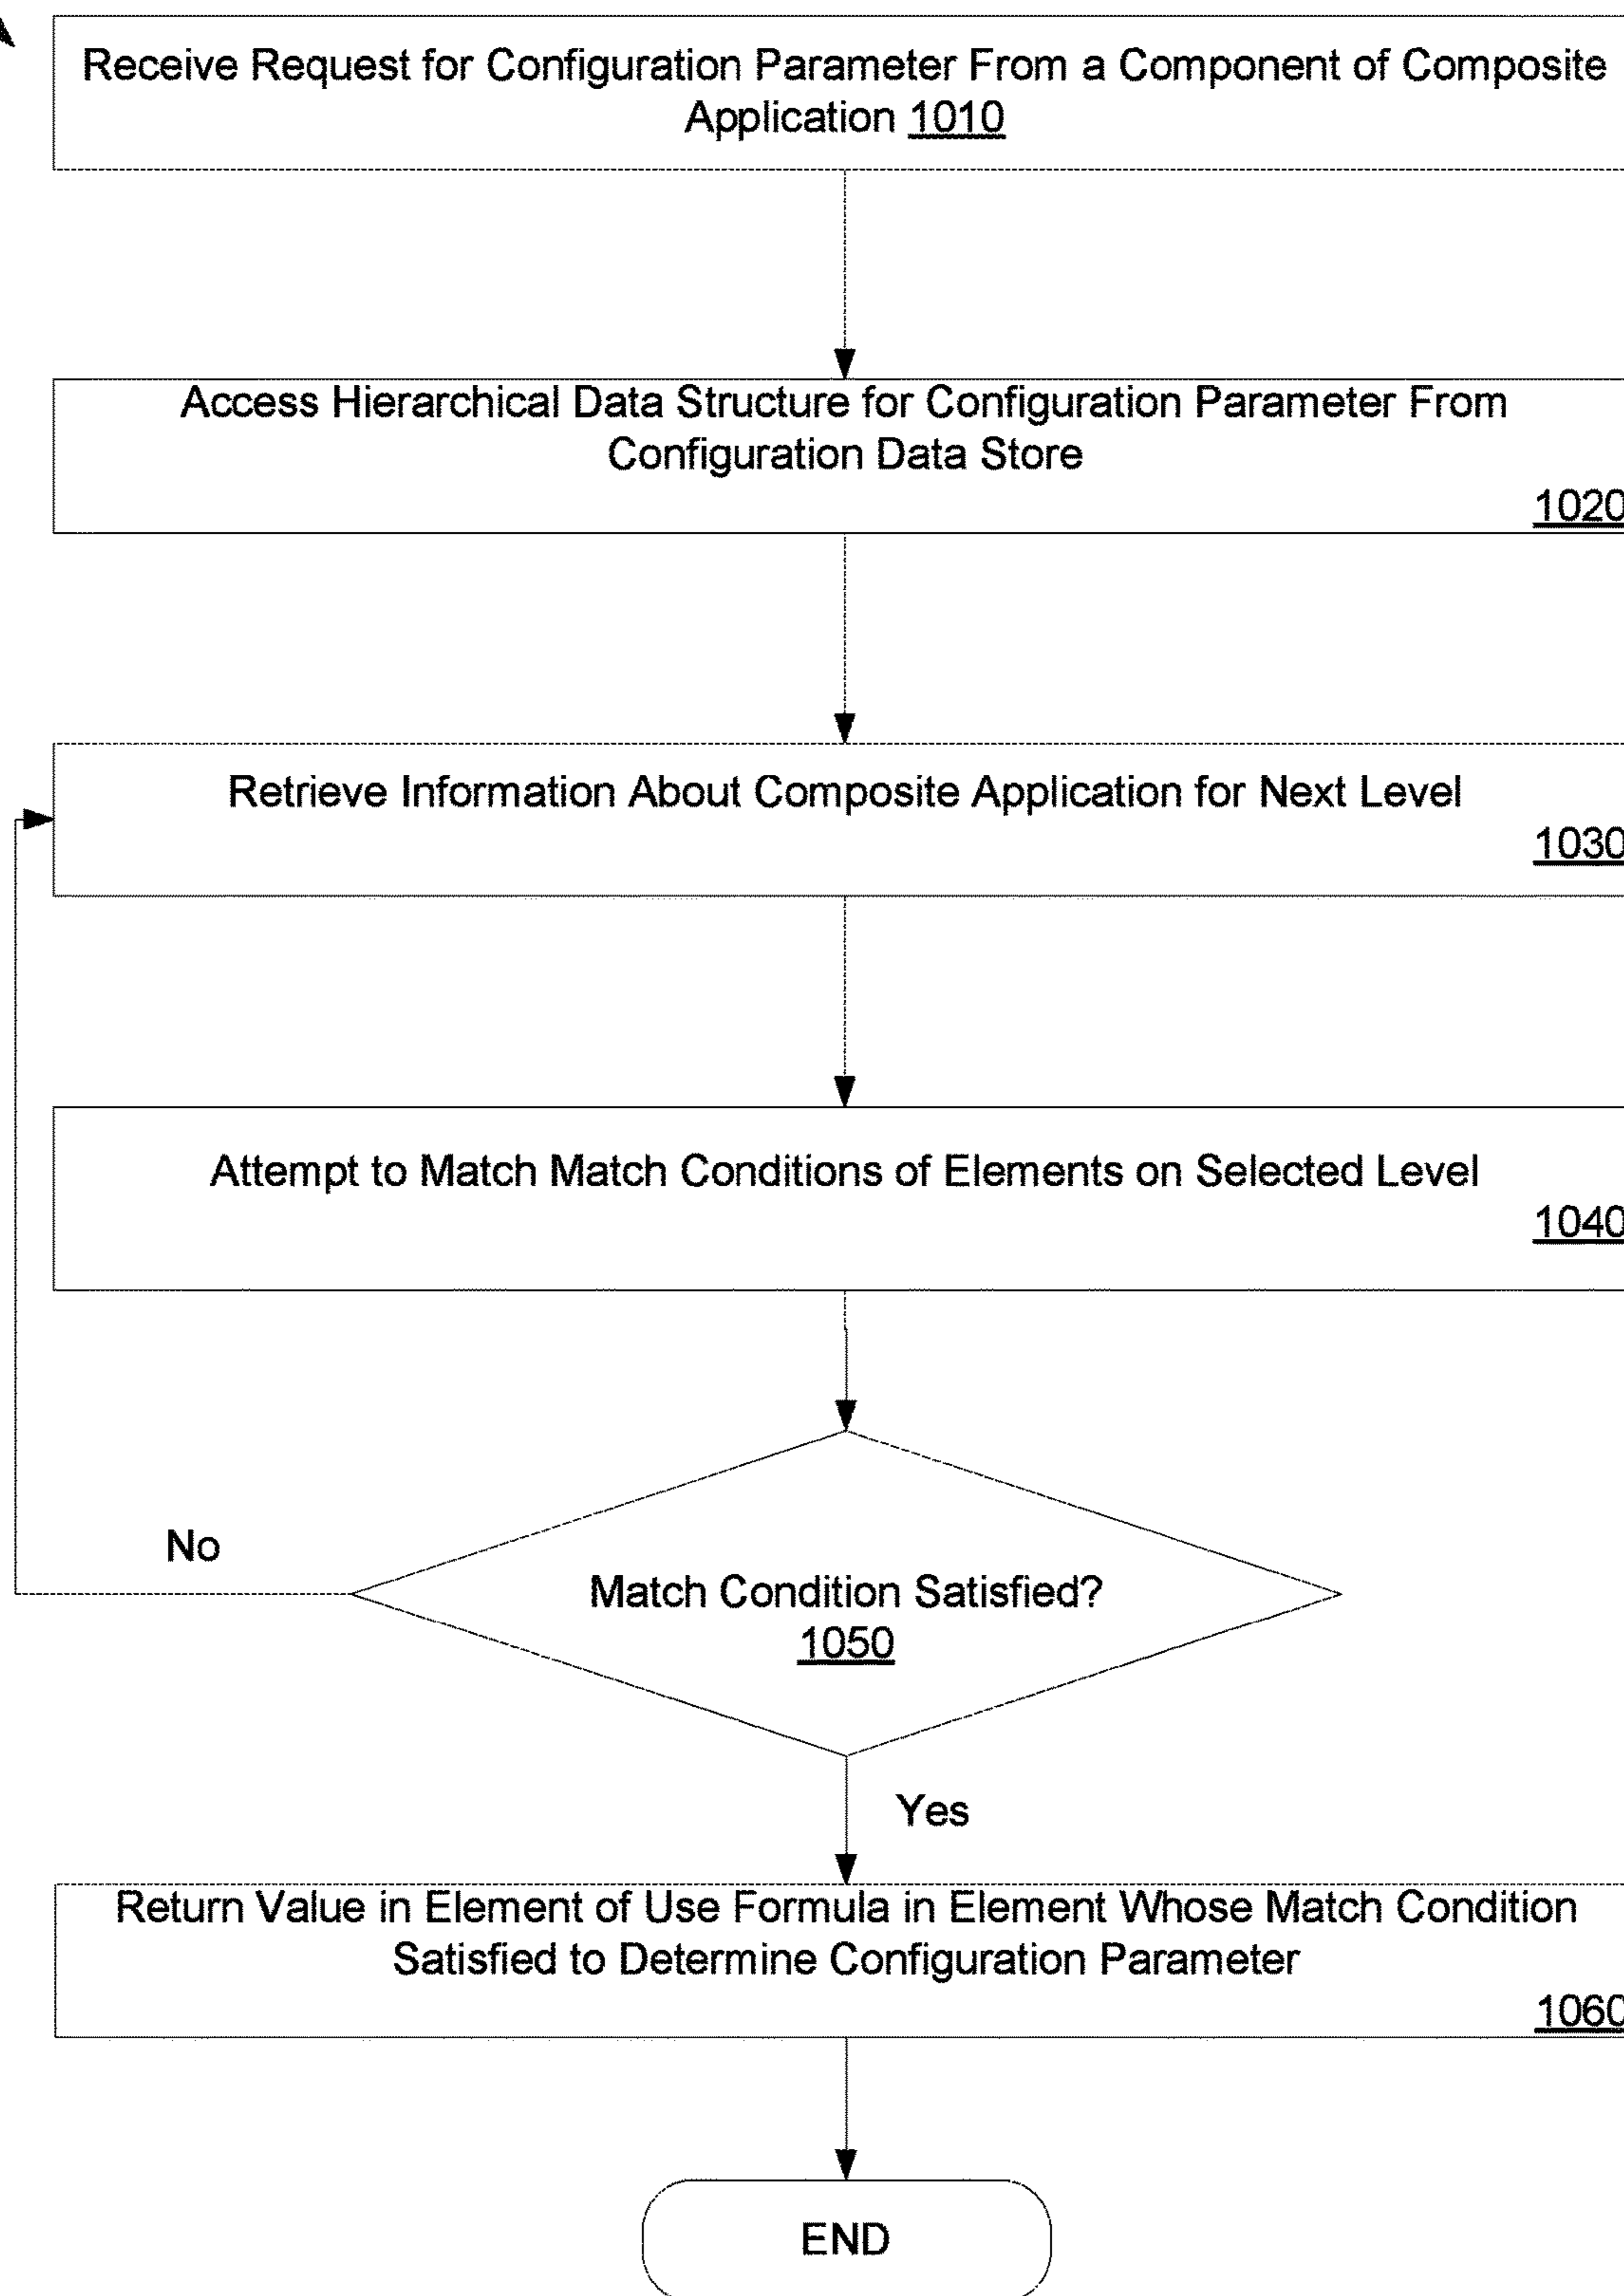 Receive Request for Configuration Parameter From a Component of Composite
Application 1010
Access Hierarchical Data Structure for Configuration Parameter From
Configuration Data Store
1020
Retrieve Information About Composite Application for Next Level
1030
Attempt to Match Match Conditions of Elements on Selected Level
1040
No
Match Condition Satisfied?
1050
Yes
Return Value in Element of Use Formula in Element Whose Match Condition
Satisfied to Determine Configuration Parameter
1060
END